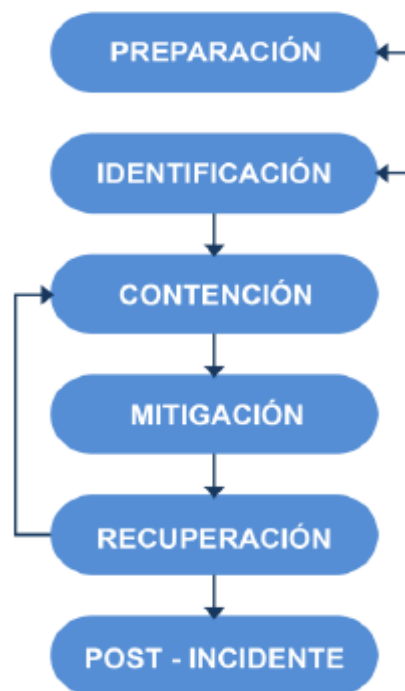 PREPARACIÓN
IDENTIFICACIÓN
CONTENCIÓN
MITIGACIÓN
RECUPERACIÓN
POST - INCIDENTE